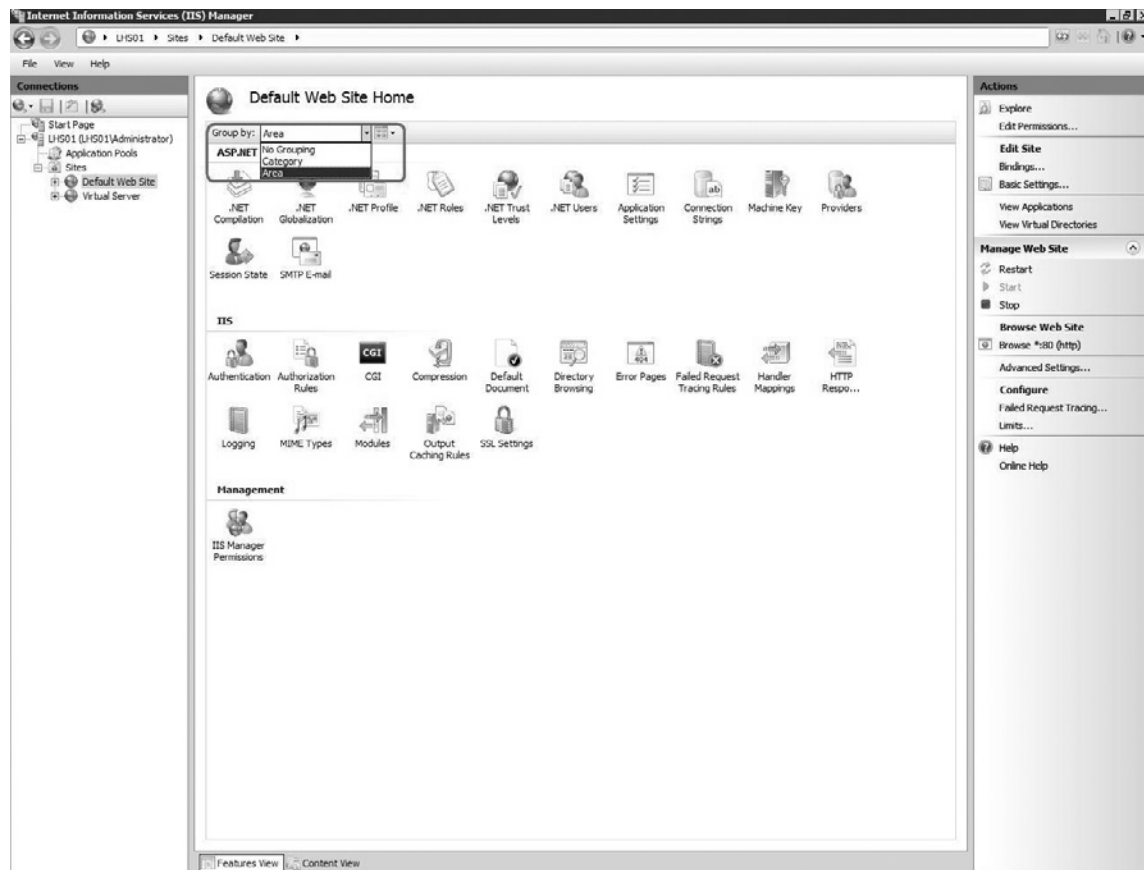 Internet Information Services (IIS) Manager
LHS01 Sites Default Web Site
File View Help
Connections
Start Page
LHS01 (LHS01\Administrator)
Application Pools
Sites
Default Web Site
Virtual Server
Default Web Site Home
Group by: Area
No Grouping
Category
Area
ASP.NET
.NET Compilation
.NET Globalization
.NET Profile
.NET Roles
.NET Trust Levels
.NET Users
Application Settings
Connection Strings
Machine Key
Providers
Session State
SMTP E-mail
IIS
Authentication
Authorization Rules
CGI
CGI
Compression
Default Document
Directory Browsing
404
Error Pages
Failed Request Tracing Rules
Handler Mappings
HTTP Respo...
Logging
MIME Types
Modules
Output Caching Rules
SSL Settings
Management
IIS Manager Permissions
Features View Content View
Actions
Explore
Edit Permissions...
Edit Site
Bindings...
Basic Settings...
View Applications
View Virtual Directories
Manage Web Site
Restart
Start
Stop
Browse Web Site
Browse *:80 (http)
Advanced Settings...
Configure
Failed Request Tracing...
Limits...
Help
Online Help